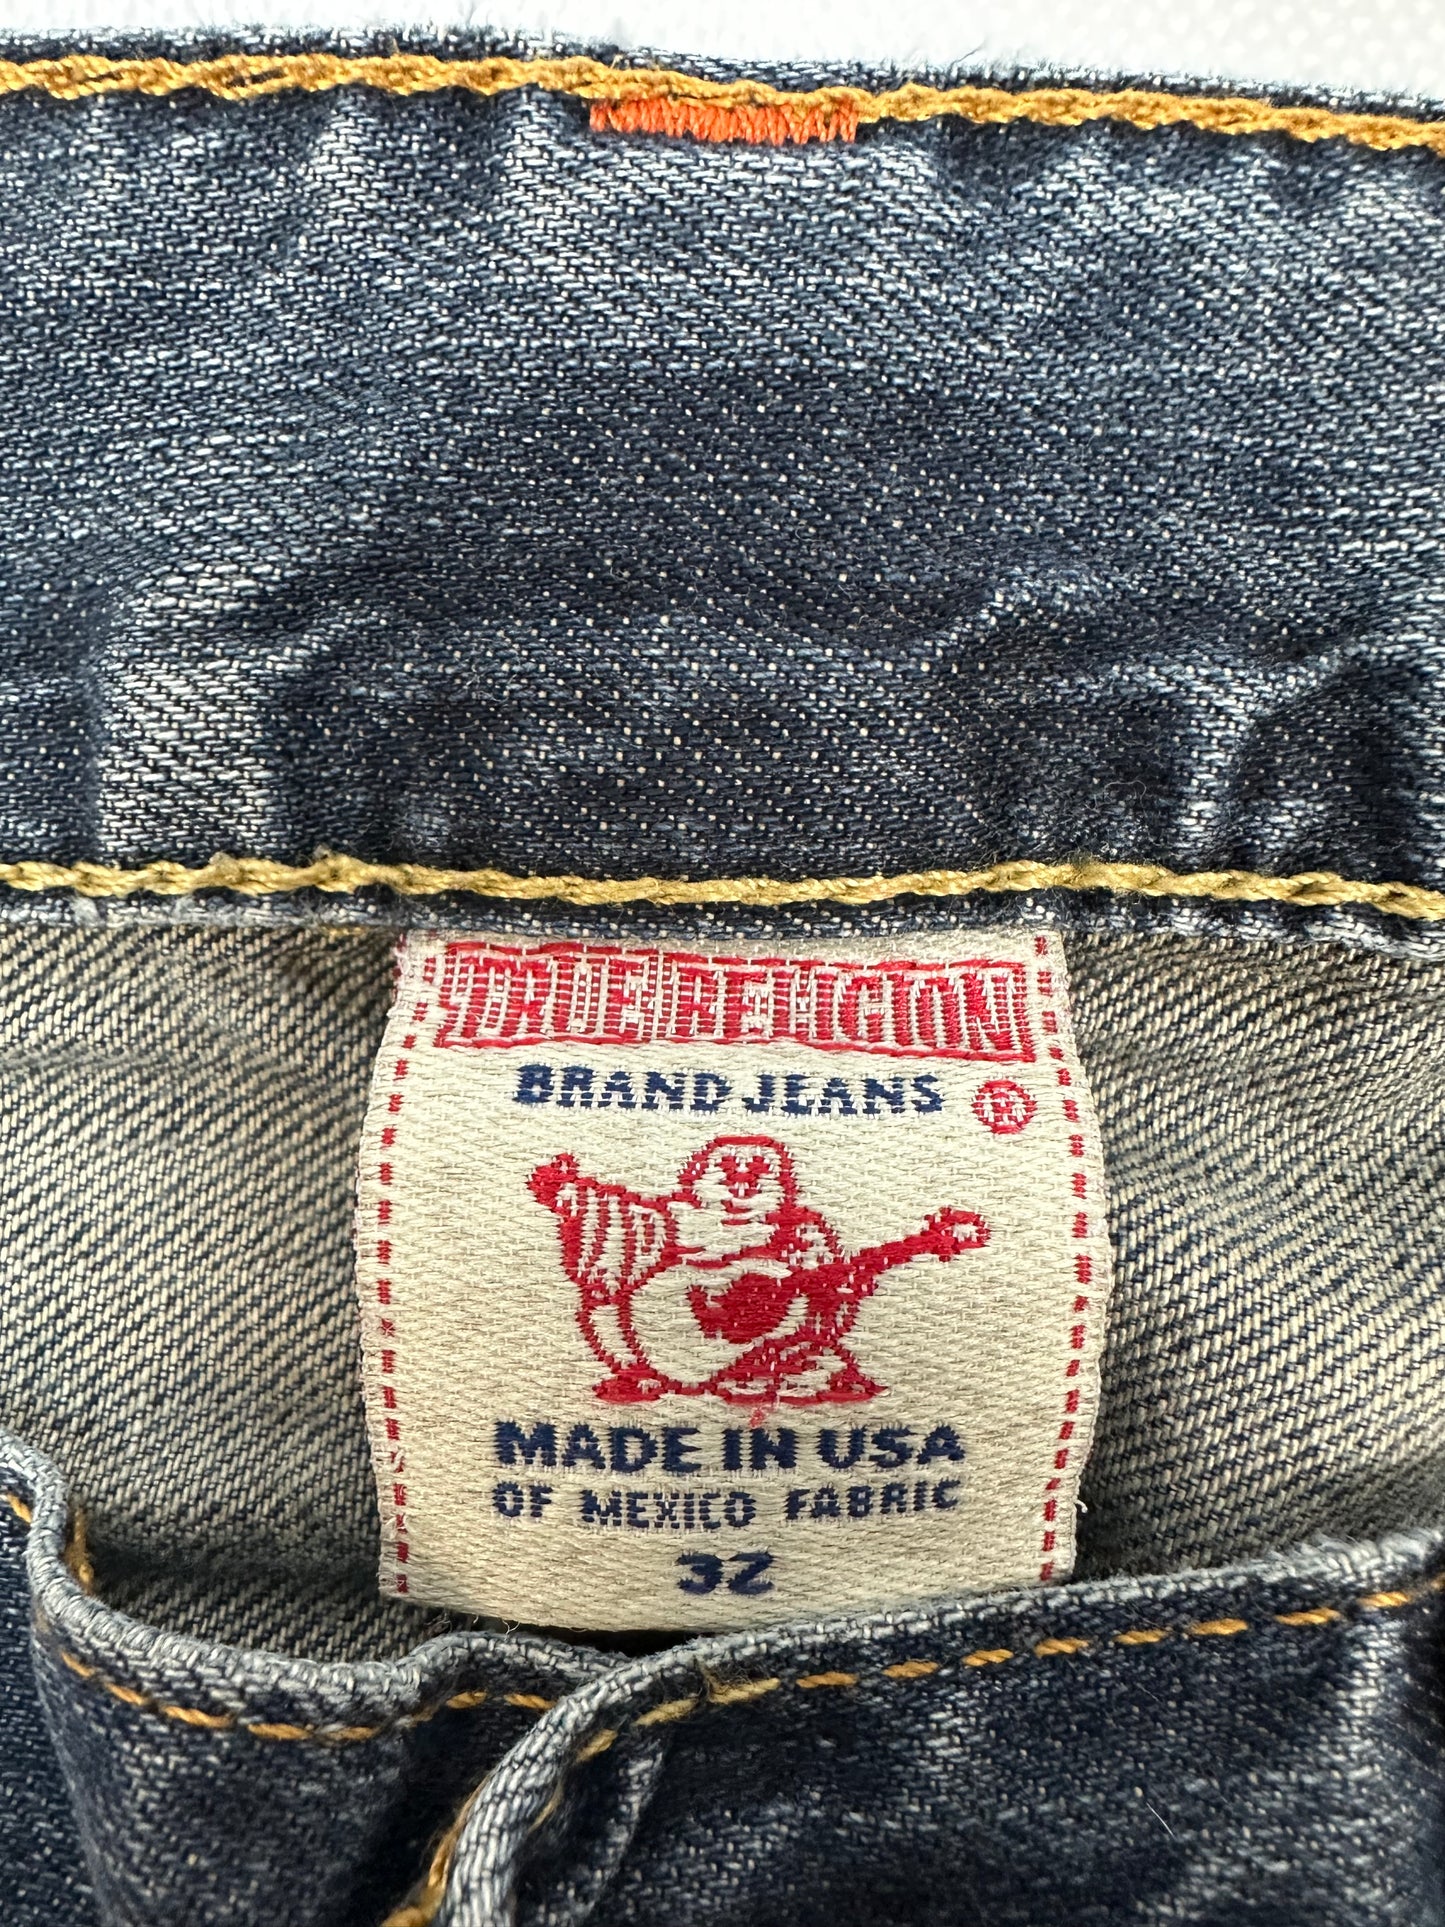 TRUE RELIGION
BRAND JEANS ®
MADE IN USA
OF MEXICO FABRIC
32